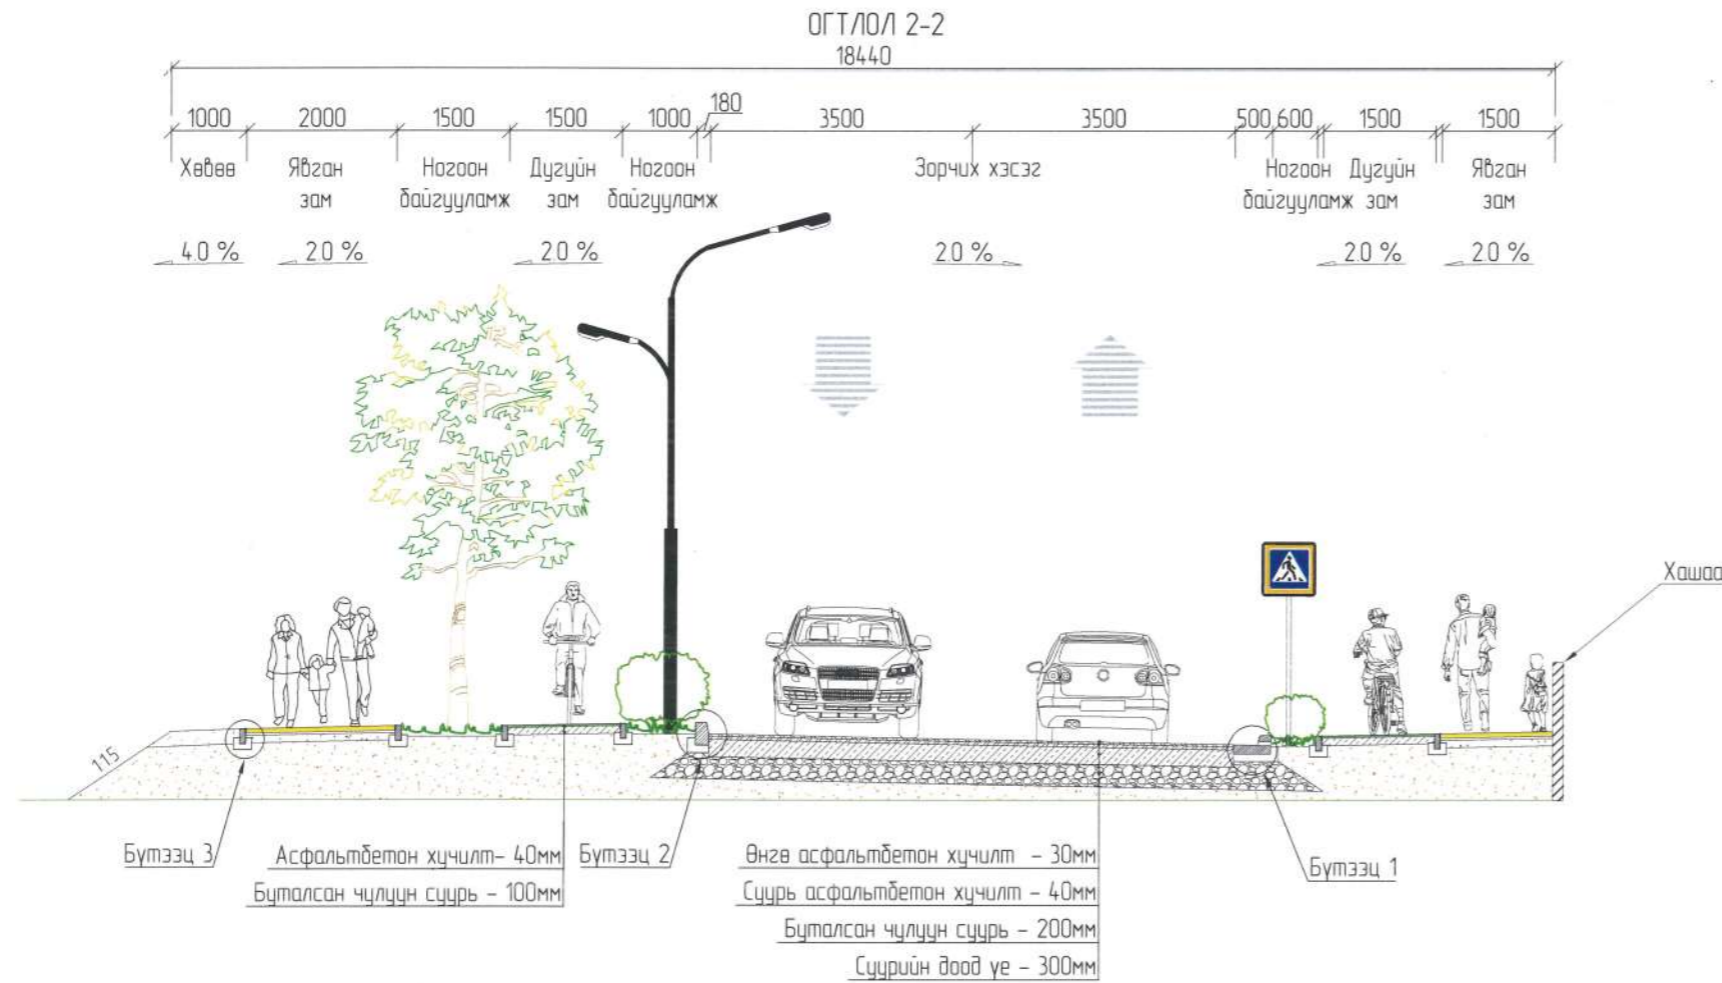 ОГТЛОЛ 2-2
18440
1000 2000 1500 1500 1000 180 3500 3500 500 600 1500 1500
Хөвөө Явган зам Ногоон байгууламж Дугуйн зам Ногоон байгууламж Зорчих хэсэг Ногоон байгууламж Дугуйн зам Явган зам
4.0 % 2.0 % 2.0 % 2.0 % 2.0 % 2.0 %
Хашаа
115
Бүтээц 3
Асфальтбетон хучилт- 40мм
Буталсан чулуун суурь - 100мм
Бүтээц 2
Өнгө асфальтбетон хучилт - 30мм
Суурь асфальтбетон хучилт - 40мм
Буталсан чулуун суурь - 200мм
Суурийн доод үе - 300мм
Бүтээц 1